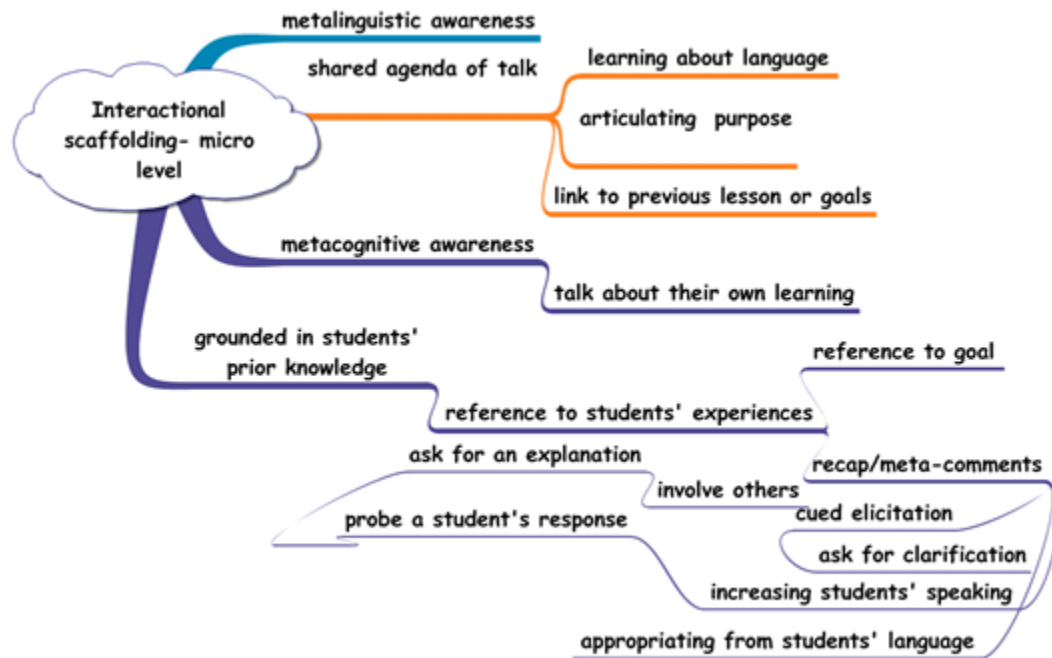 metalinguistic awareness
shared agenda of talk
learning about language
Interactional
scaffolding- micro
level
articulating purpose
link to previous lesson or goals
metacognitive awareness
talk about their own learning
grounded in students'
prior knowledge
reference to goal
reference to students' experiences
ask for an explanation
recap/meta-comments
involve others
cued elicitation
probe a student's response
ask for clarification
increasing students' speaking
appropriating from students' language